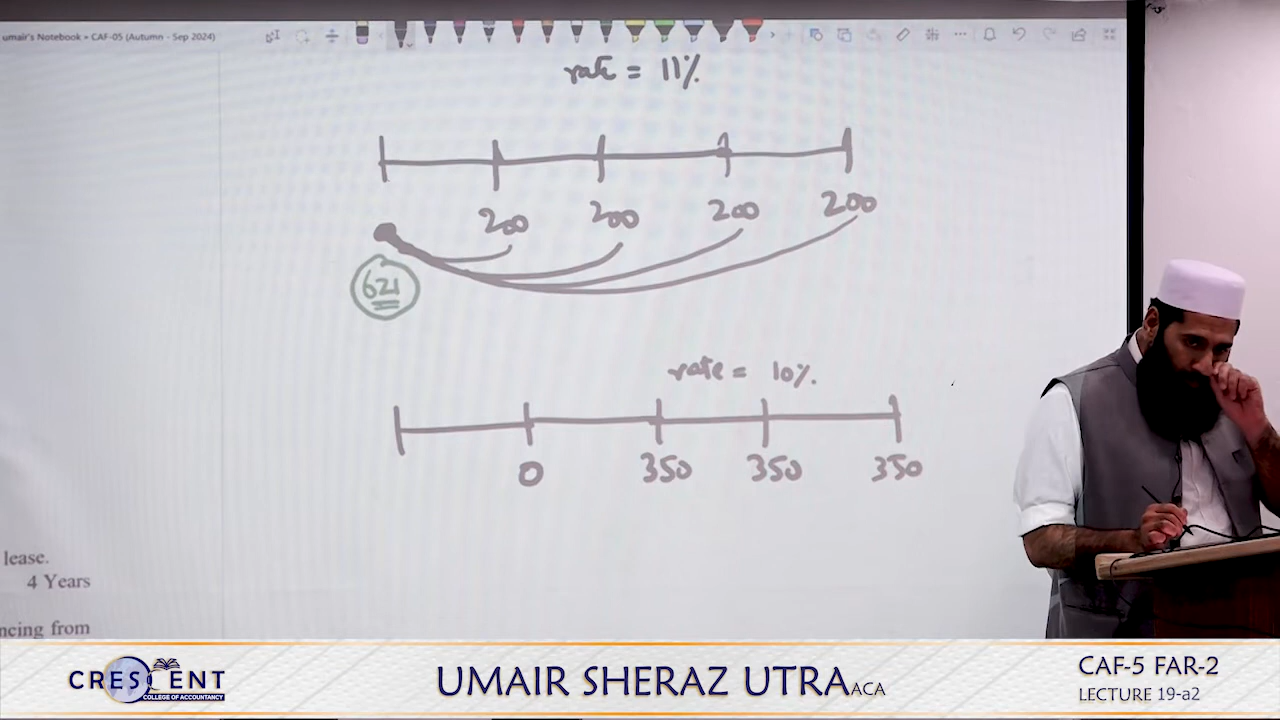 umair's Notebook » CAF-05 (Autumn - Sep 2024)
rate = 11%
200 200 200 200
621
rate = 10%.
0 350 350 350
lease.
4 Years
ncing from
CRESCENT
COLLEGE OF ACCOUNTANCY
UMAIR SHERAZ UTRA ACA
CAF-5 FAR-2
LECTURE 19-a2